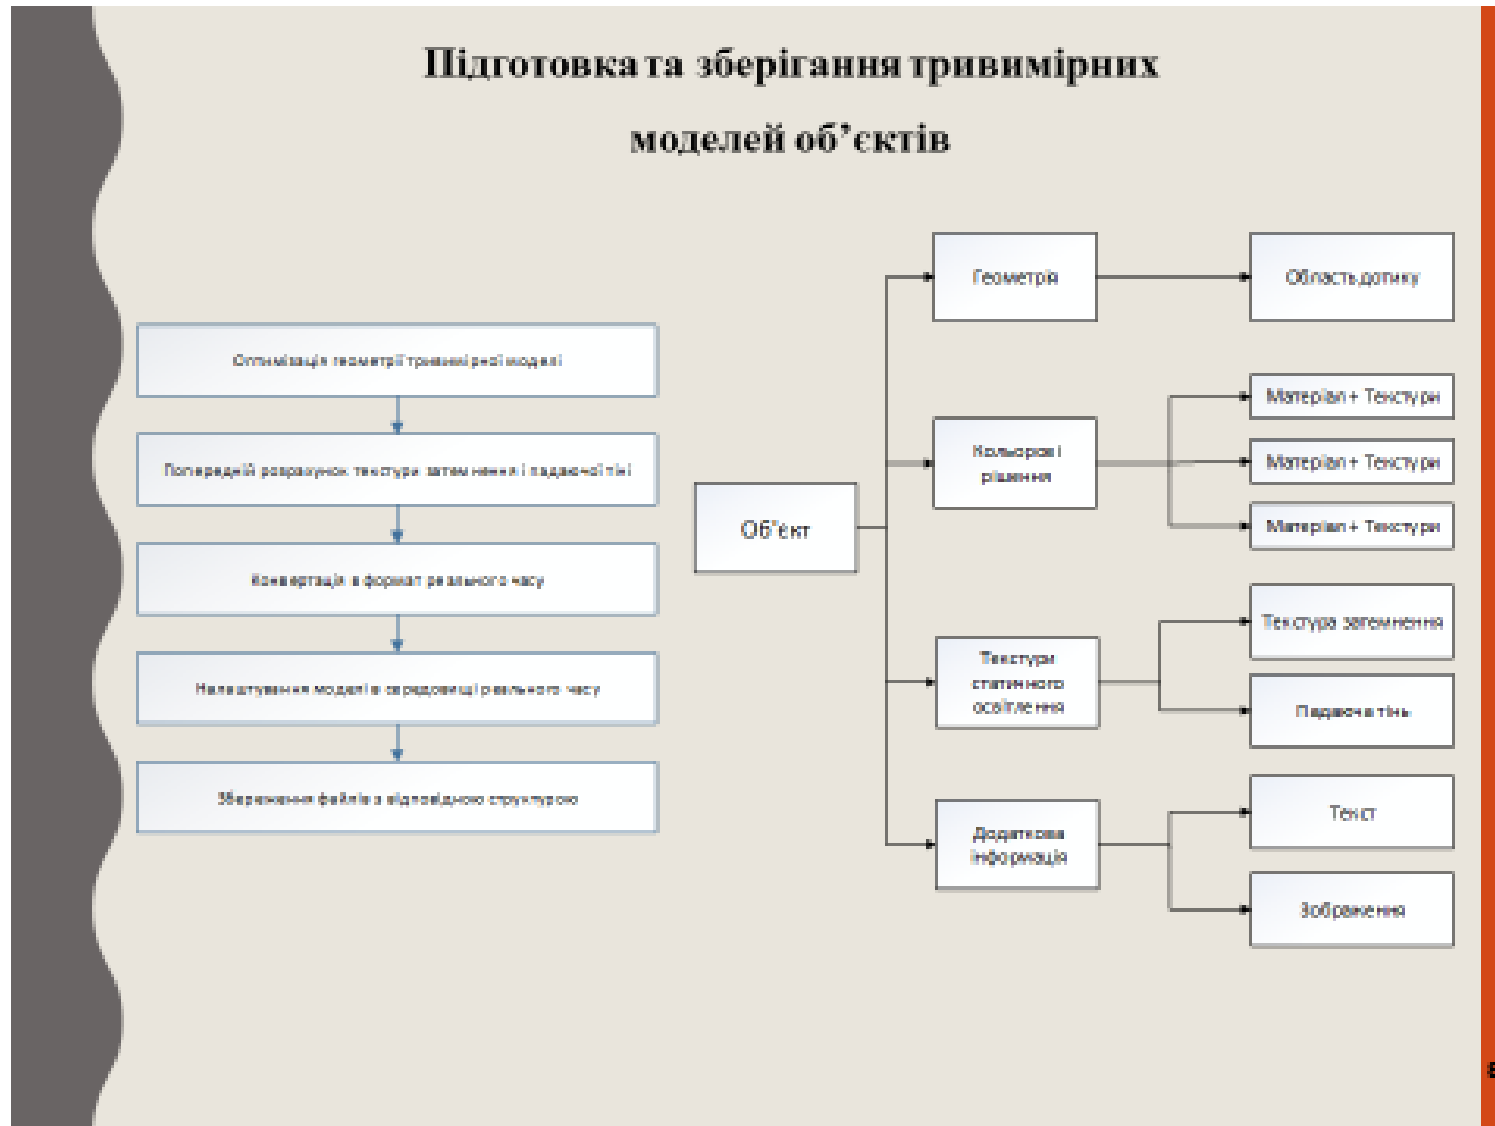 Підготовка та зберігання тривимірних
моделей об’єктів
Оптимізація геометрії тривимірної моделі
Попередній розрахунок текстури затемнення і падаючої тіні
Конвертація в формат реального часу
Налаштування моделі в середовищі реального часу
Збереження файлів з відповідною структурою
Об’єкт
Геометрія
Область дотику
Кольорові
рішення
Матеріал + Текстури
Матеріал + Текстури
Матеріал + Текстури
Текстури
статичного
освітлення
Текстура затемнення
Падаюча тінь
Додаткова
інформація
Текст
Зображення